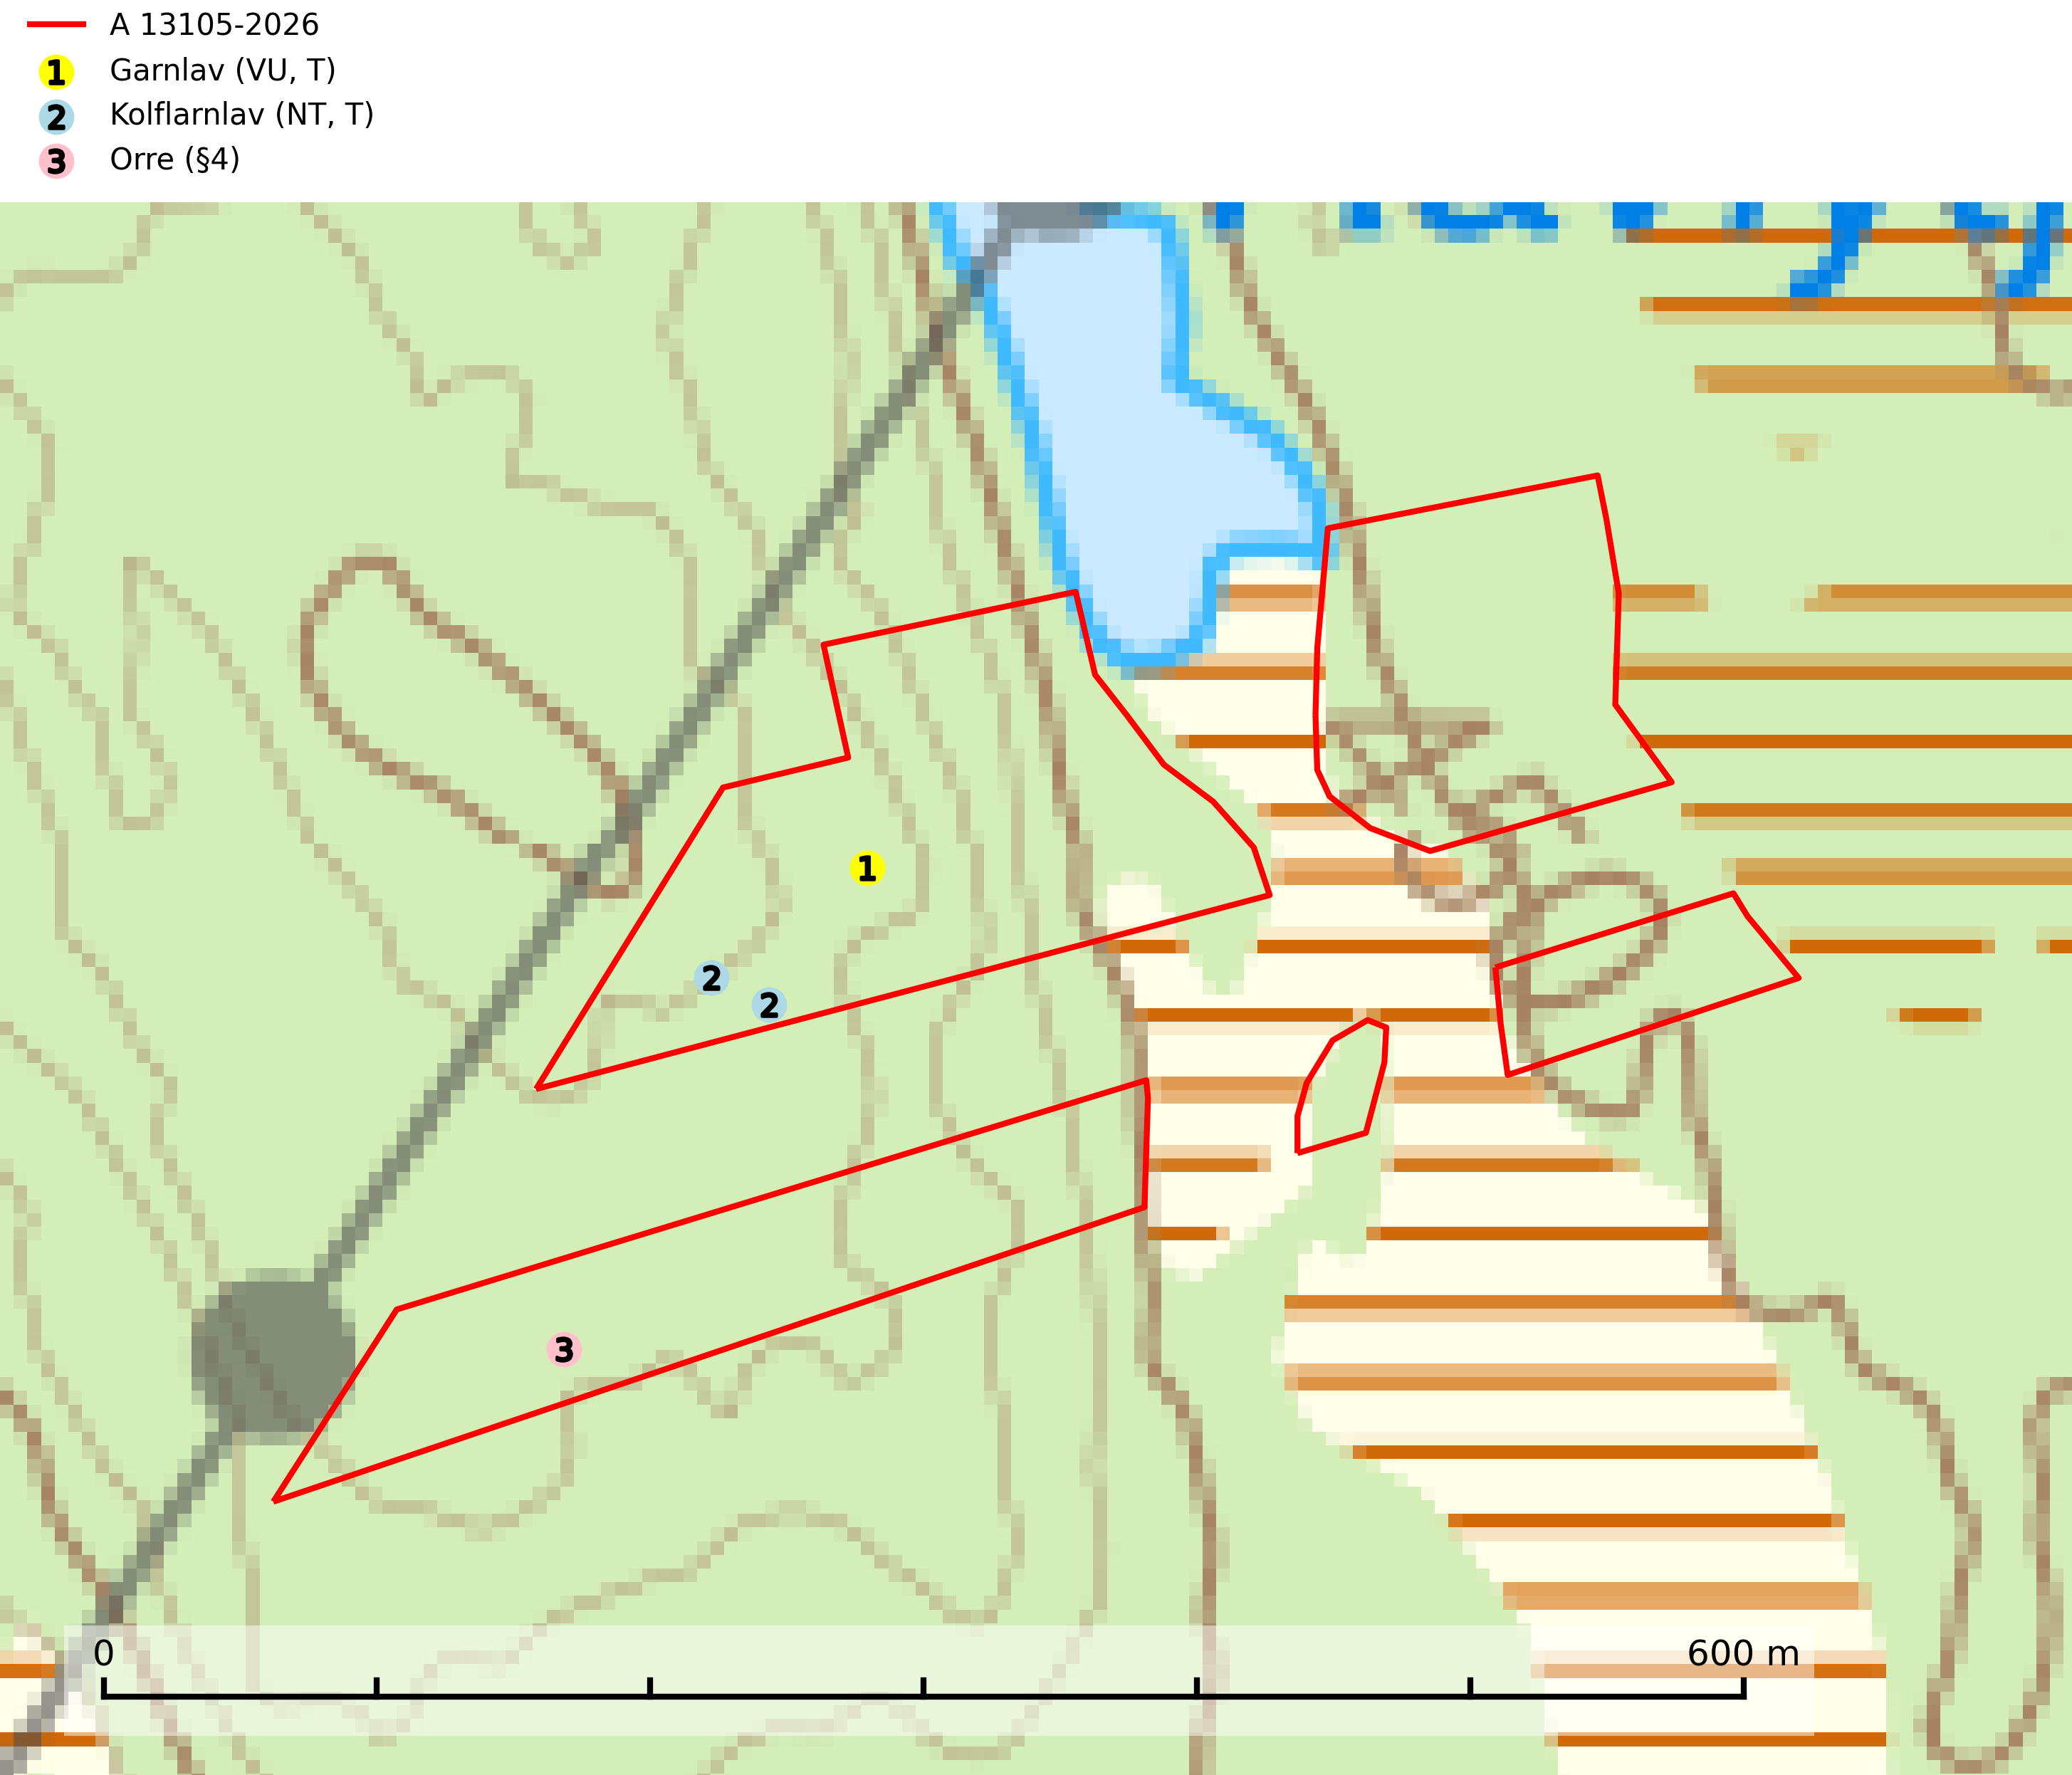 A 13105-2026
1 Garnlav (VU, T)
2 Kolflarnlav (NT, T)
3 Orre (§4)
1
2
2
3
0 600 m